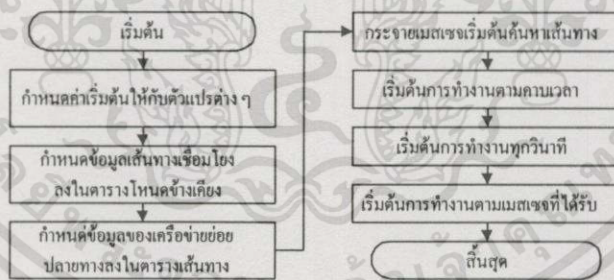 เริ่มต้น
กำหนดค่าเริ่มต้นให้กับตัวแปรต่าง ๆ
กำหนดข้อมูลเส้นทางเชื่อมโยง
ลงในตารางโหนดข้างเคียง
กำหนดข้อมูลของเครือข่ายย่อย
ปลายทางลงในตารางเส้นทาง
กระจายเมสเซจเริ่มต้นค้นหาเส้นทาง
เริ่มต้นการทำงานตามคาบเวลา
เริ่มต้นการทำงานทุกวินาที
เริ่มต้นการทำงานตามเมสเซจที่ได้รับ
สิ้นสุด